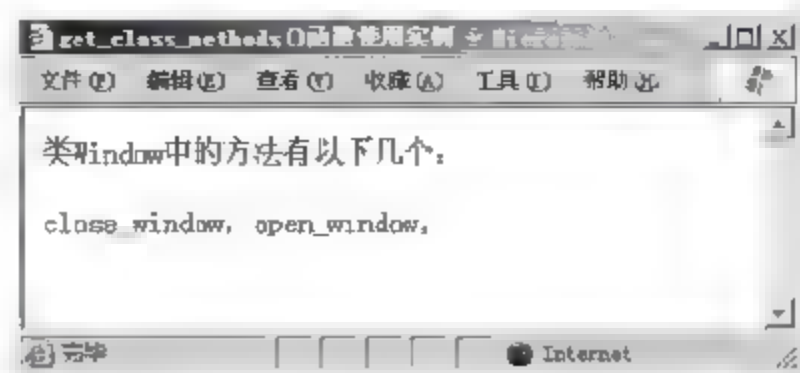 get_class_methods()函数使用实例
文件(F) 编辑(E) 查看(V) 收藏(A) 工具(T) 帮助(H)
类Window中的方法有以下几个:
close_window, open_window,
完毕 Internet